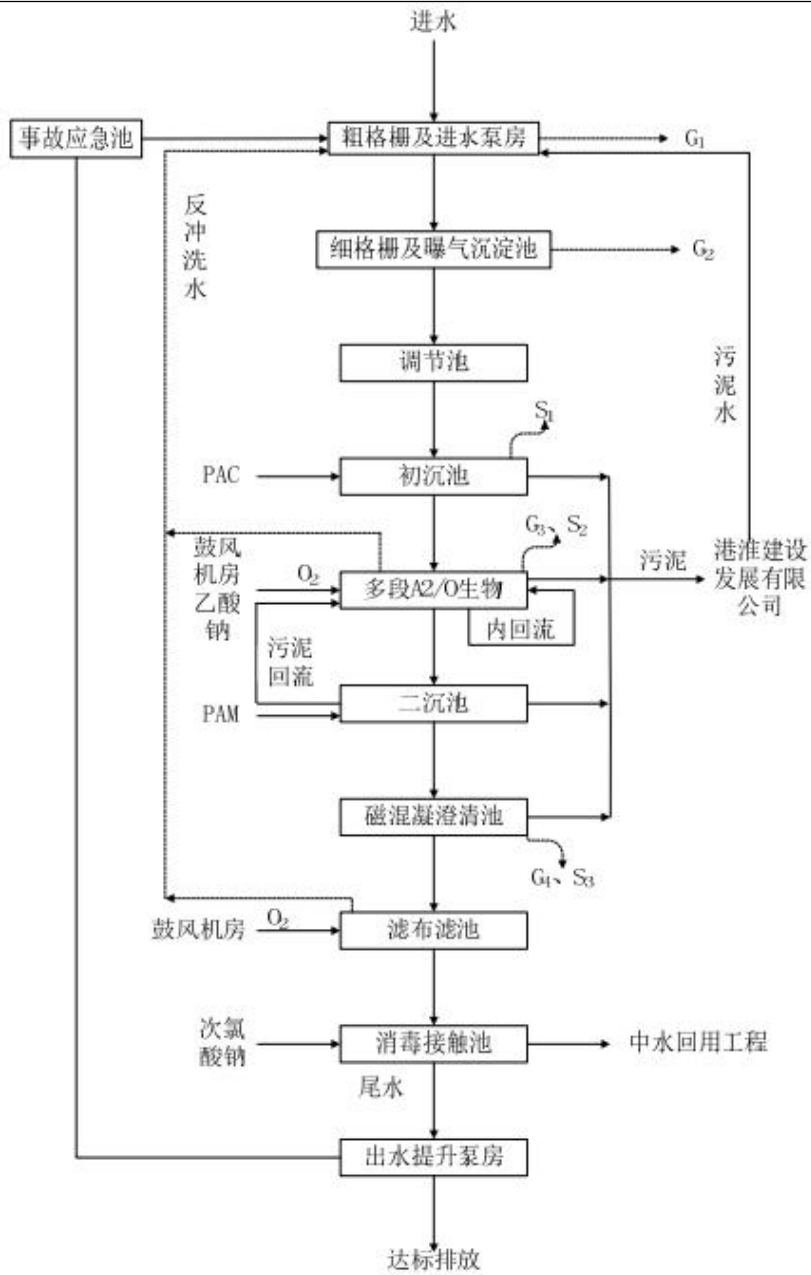 进水
事故应急池
粗格栅及进水泵房
G1
反
冲
洗
水
细格栅及曝气沉淀池
G2
调节池
污
泥
水
S1
PAC
初沉池
G3、S2
鼓风
机房
乙酸
钠
O2
多段A2/O生物
污泥
港淮建设
发展有限
公司
内回流
污泥
回流
PAM
二沉池
磁混凝澄清池
G4、S3
鼓风机房
O2
滤布滤池
次氯
酸钠
消毒接触池
中水回用工程
尾水
出水提升泵房
达标排放